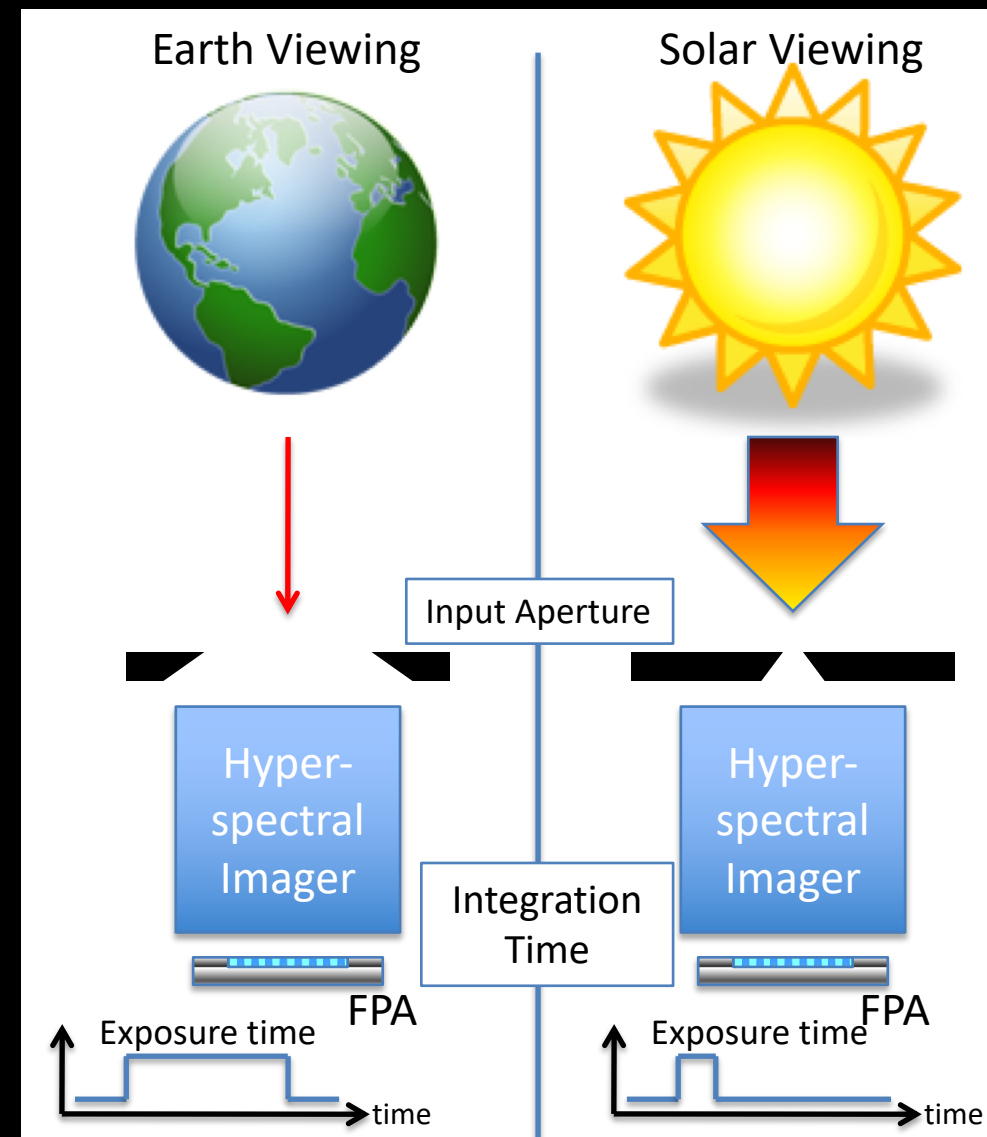 Earth Viewing
Solar Viewing
Input Aperture
Hyper-
spectral
Imager
Hyper-
spectral
Imager
Integration
Time
FPA
FPA
Exposure time
time
Exposure time
time